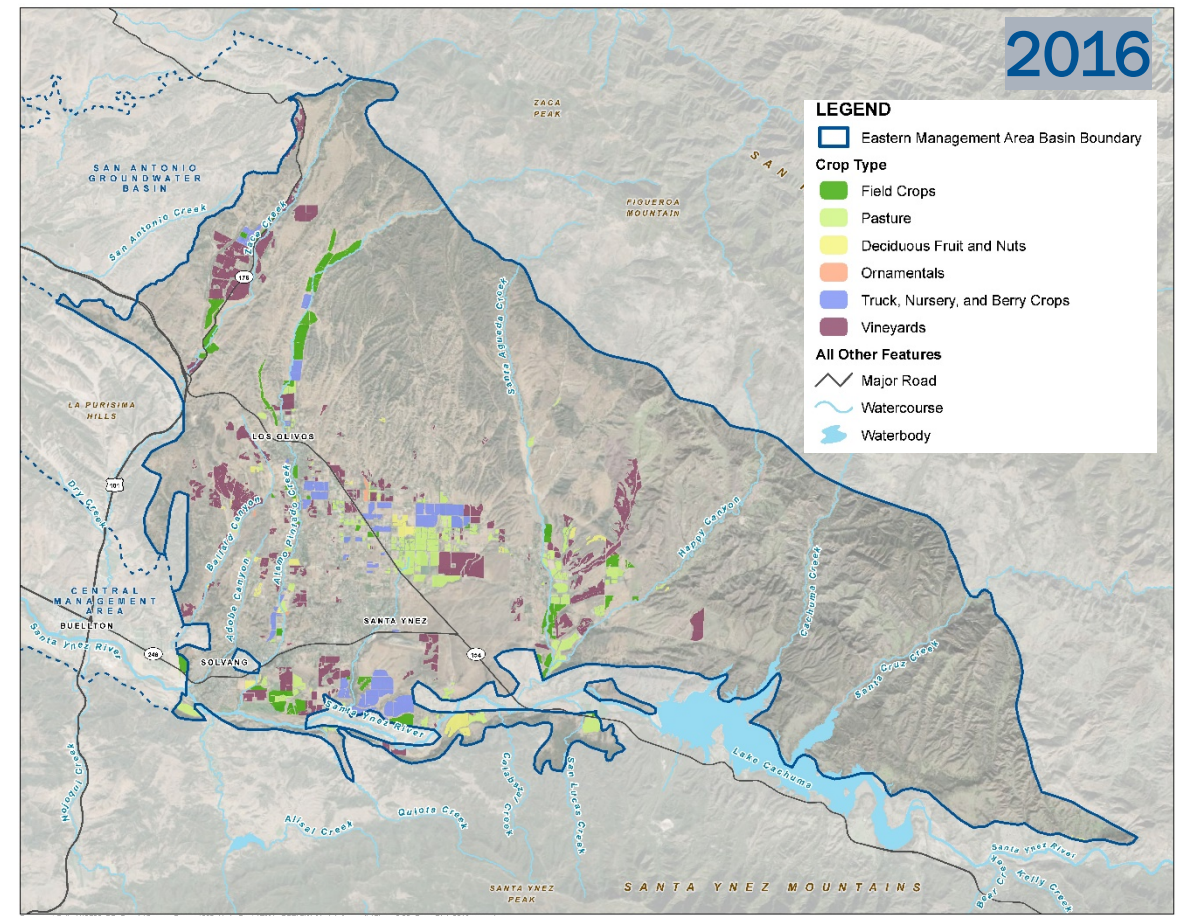 2016
LEGEND
Eastern Management Area Basin Boundary
Crop Type
Field Crops
Pasture
Deciduous Fruit and Nuts
Ornamentals
Truck, Nursery, and Berry Crops
Vineyards
All Other Features
Major Road
Watercourse
Waterbody
ZACA
PEAK
SAN
SAN ANTONIO
GROUNDWATER
BASIN
San Antonio Creek
Zaca Creek
FIGUEROA
MOUNTAIN
176
Santa Agueda Creek
LA PURISIMA
HILLS
LOS OLIVOS
101
Dry Creek
Ballard Canyon
Alamo Pintado Creek
Happy Canyon
Adobe Canyon
Cachuma Creek
CENTRAL
MANAGEMENT
AREA
BUELLTON
SANTA YNEZ
Santa Ynez River
246
SOLVANG
154
Santa Cruz Creek
Santa Ynez River
Nojoqui Creek
Lake Cachuma
Calabazal Creek
San Lucas Creek
Quiota Creek
Alisal Creek
Santa Ynez River
Kelly Creek
Bear Creek
SANTA YNEZ
PEAK
SANTA YNEZ MOUNTAINS